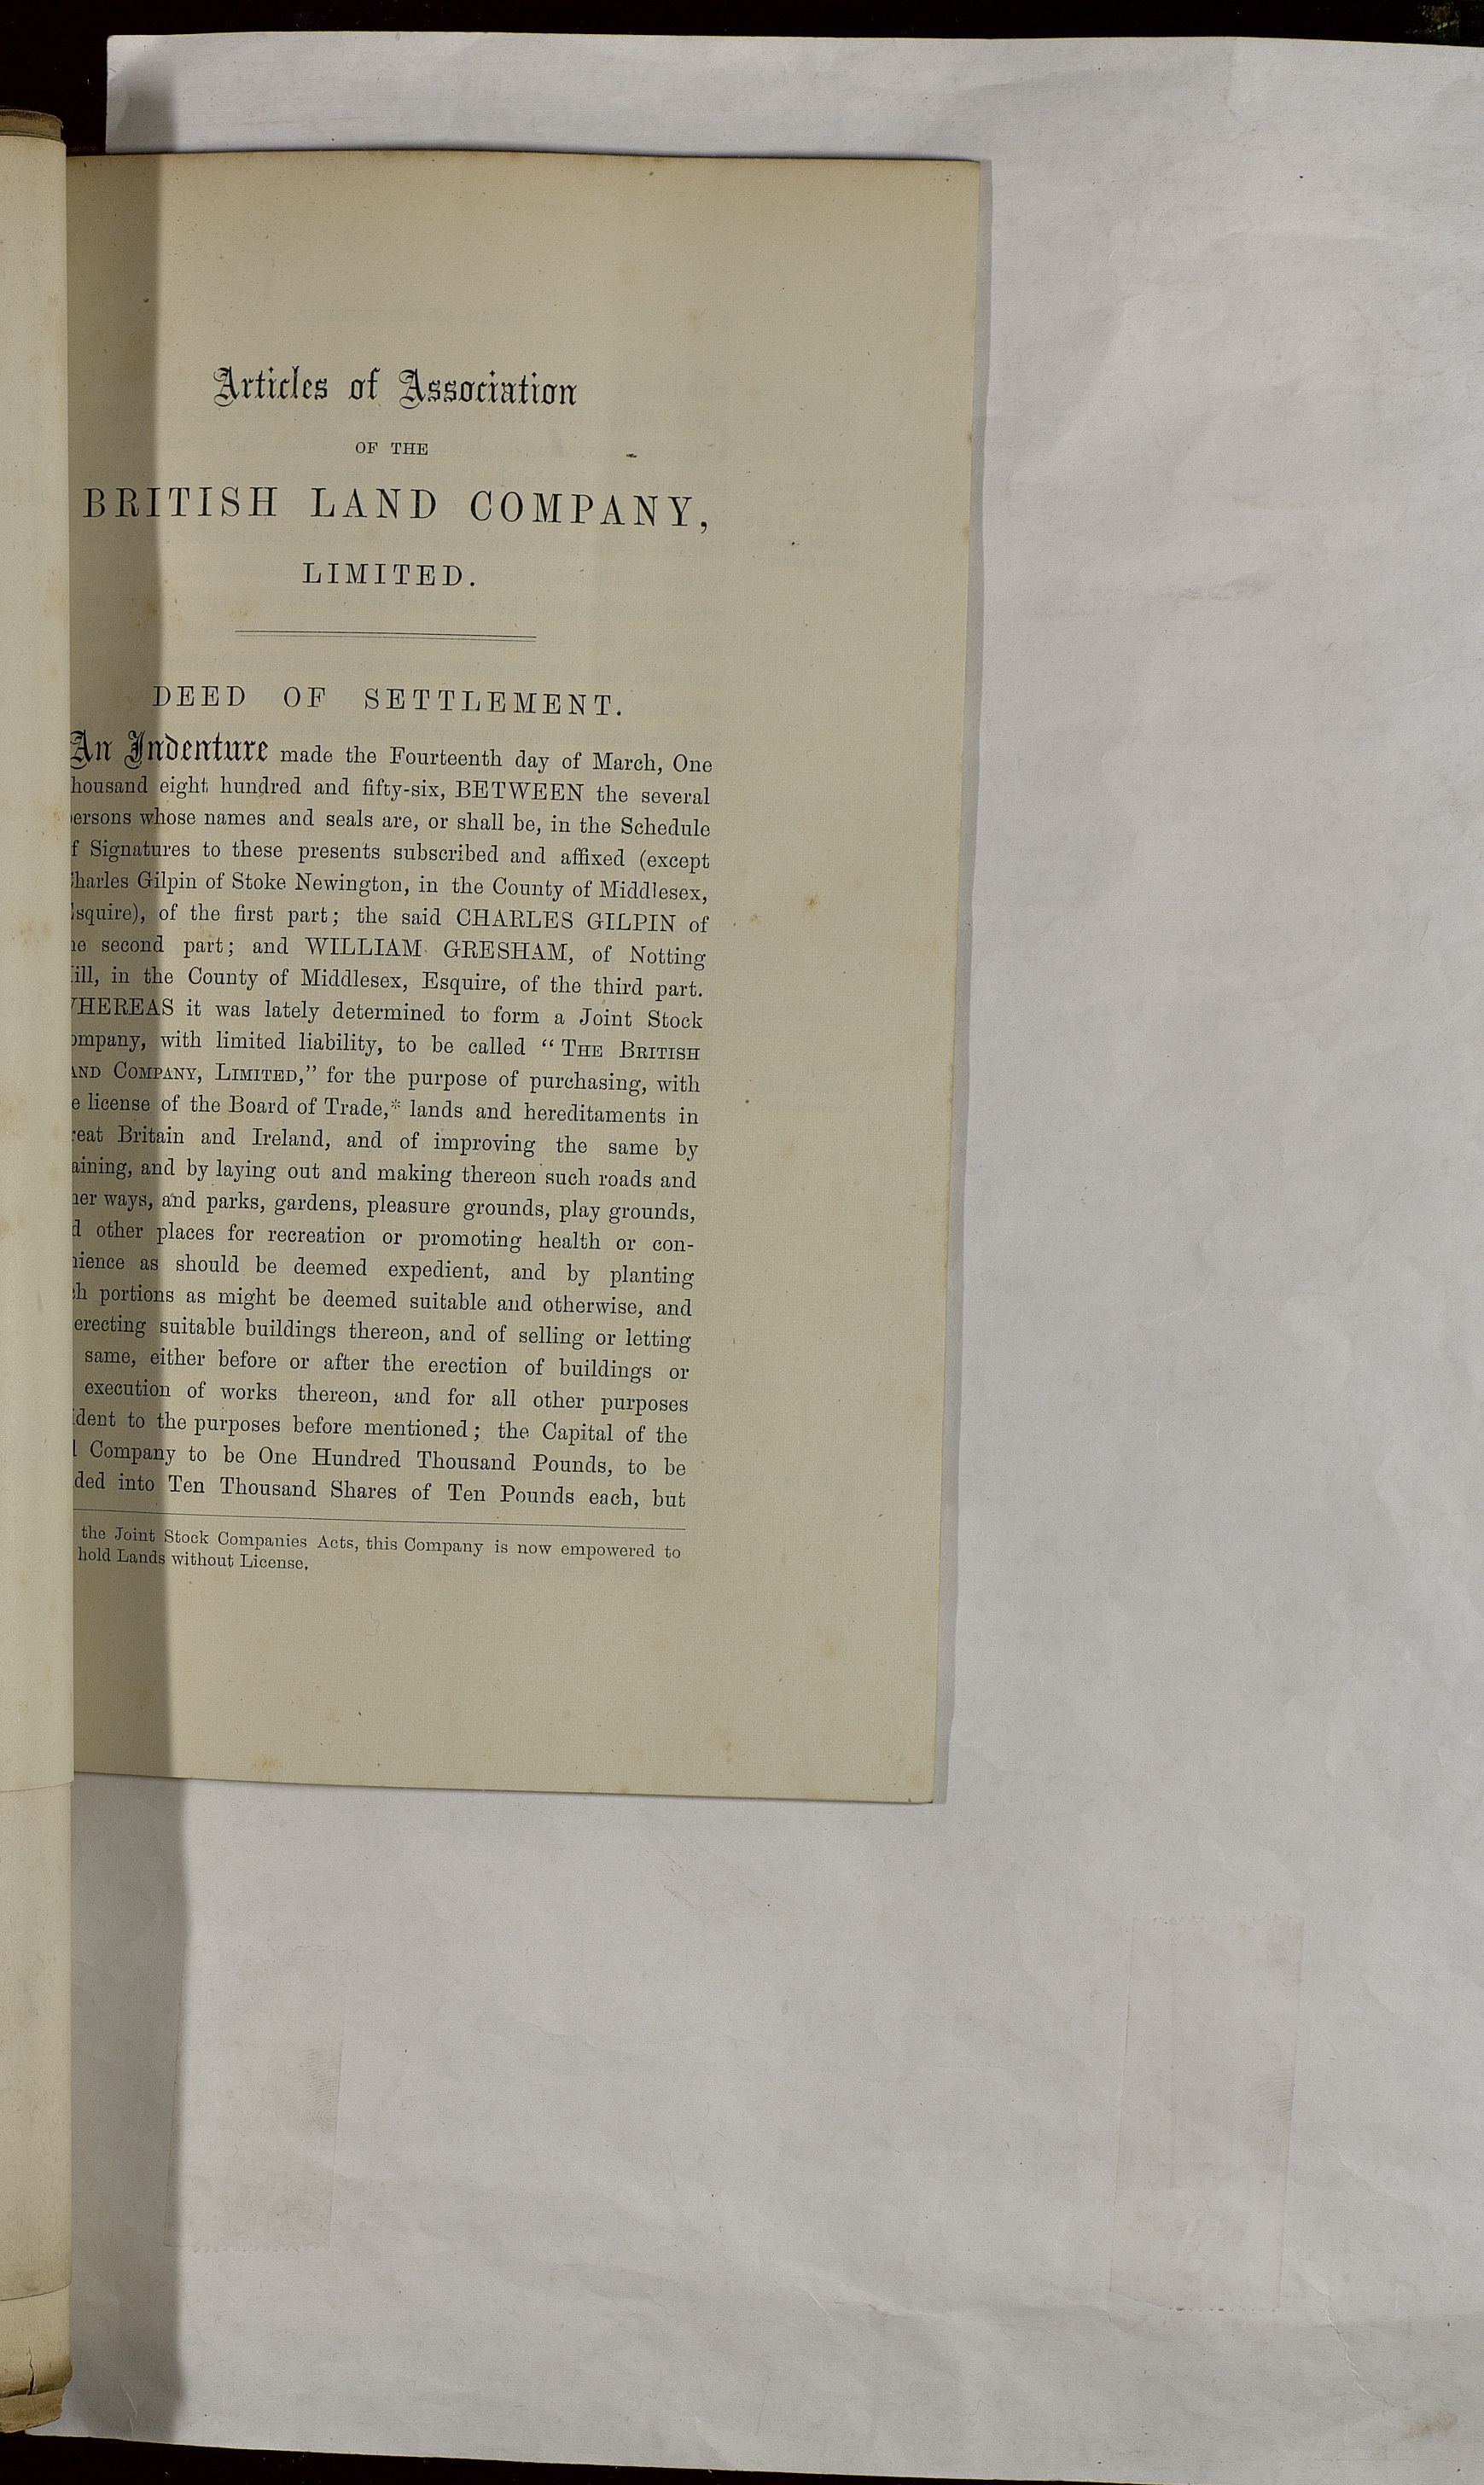 Articles of Association
OF THE
BRITISH LAND COMPANY,
LIMITED.
DEED OF SETTLEMENT.
An Indenture made the Fourteenth day of March, One
housand eight hundred and fifty-six, BETWEEN the several
ersons whose names and seals are, or shall be, in the Schedule
f Signatures to these presents subscribed and affixed (except
harles Gilpin of Stoke Newington, in the County of Middlesex,
squire), of the first part; the said CHARLES GILPIN of
e second part; and WILLIAM GRESHAM, of Notting
ill, in the County of Middlesex, Esquire, of the third part.
HEREAS it was lately determined to form a Joint Stock
ompany, with limited liability, to be called "THE BRITISH
AND COMPANY, LIMITED," for the purpose of purchasing, with
e license of the Board of Trade,* lands and hereditaments in
reat Britain and Ireland, and of improving the same by
aining, and by laying out and making thereon such roads and
her ways, and parks, gardens, pleasure grounds, play grounds,
d other places for recreation or promoting health or con-
nience as should be deemed expedient, and by planting
ch portions as might be deemed suitable and otherwise, and
erecting suitable buildings thereon, and of selling or letting
same, either before or after the erection of buildings or
execution of works thereon, and for all other purposes
ident to the purposes before mentioned; the Capital of the
l Company to be One Hundred Thousand Pounds, to be
ded into Ten Thousand Shares of Ten Pounds each, but
the Joint Stock Companies Acts, this Company is now empowered to
hold Lands without License.